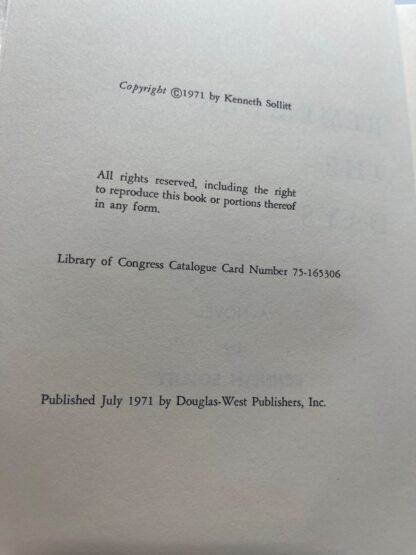 Copyright ©1971 by Kenneth Sollitt
All rights reserved, including the right
to reproduce this book or portions thereof
in any form.
Library of Congress Catalogue Card Number 75-165306
Published July 1971 by Douglas-West Publishers, Inc.